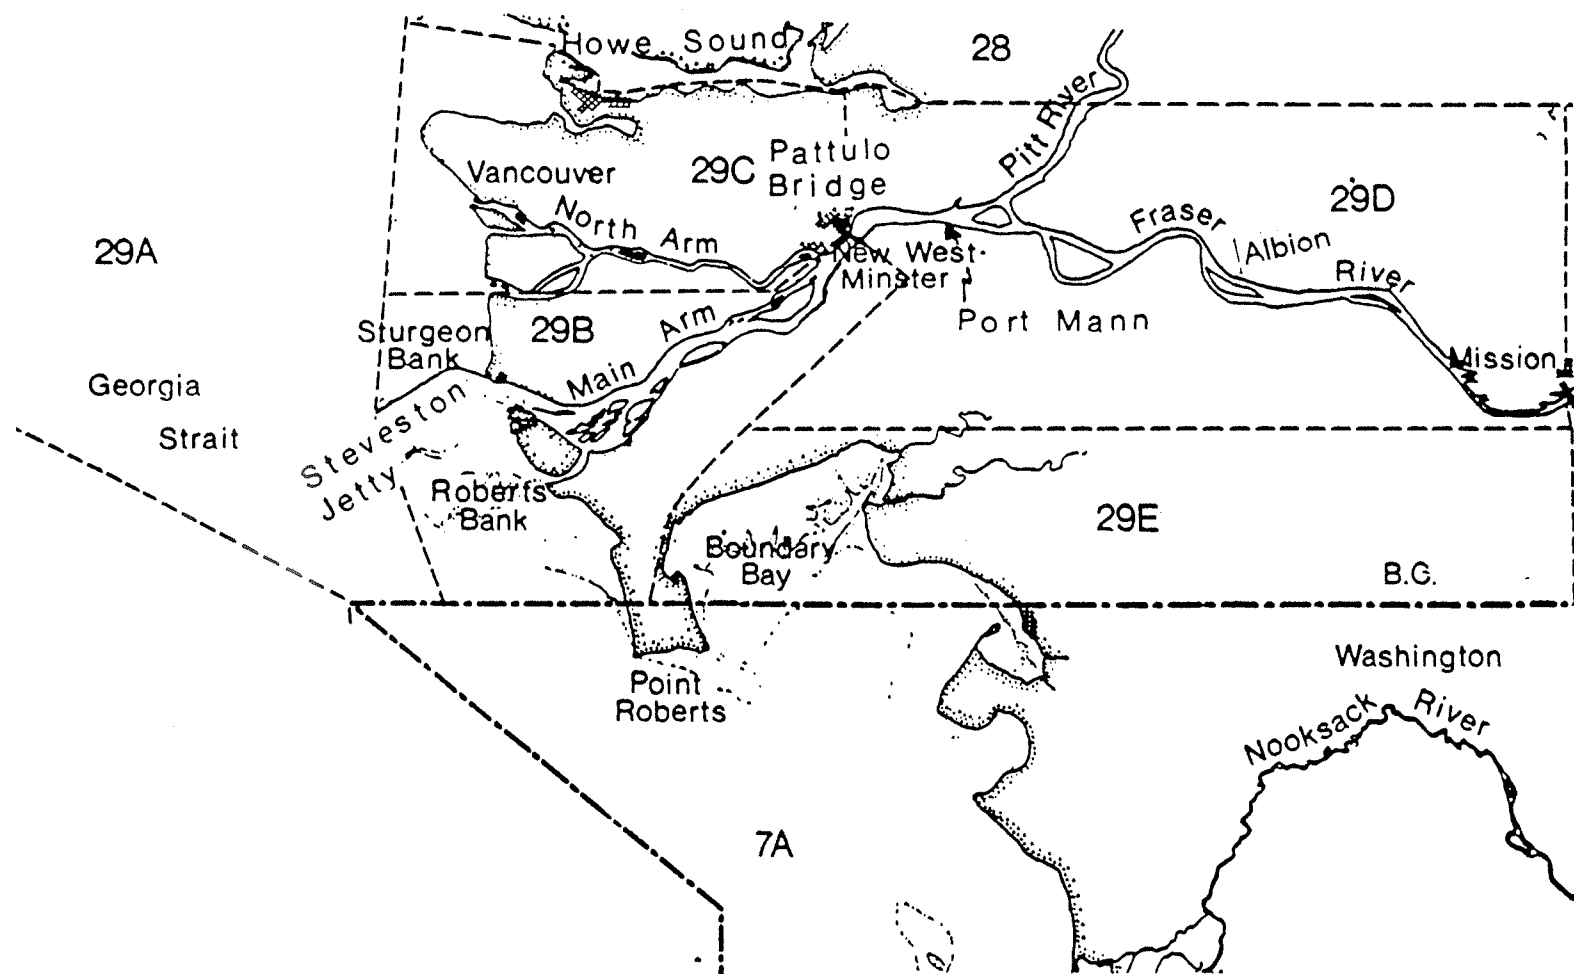 Howe Sound
28
Pitt River
Pattulo
Bridge
29C
Vancouver
29D
North Arm
Fraser
River
Albion
29A
New West-
Minster
Sturgeon
Bank
29B
Main Arm
Port Mann
Georgia
Strait
Mission
Steveston
Jetty
Roberts
Bank
29E
Boundary
Bay
B.C.
Washington
Point
Roberts
Nooksack River
7A